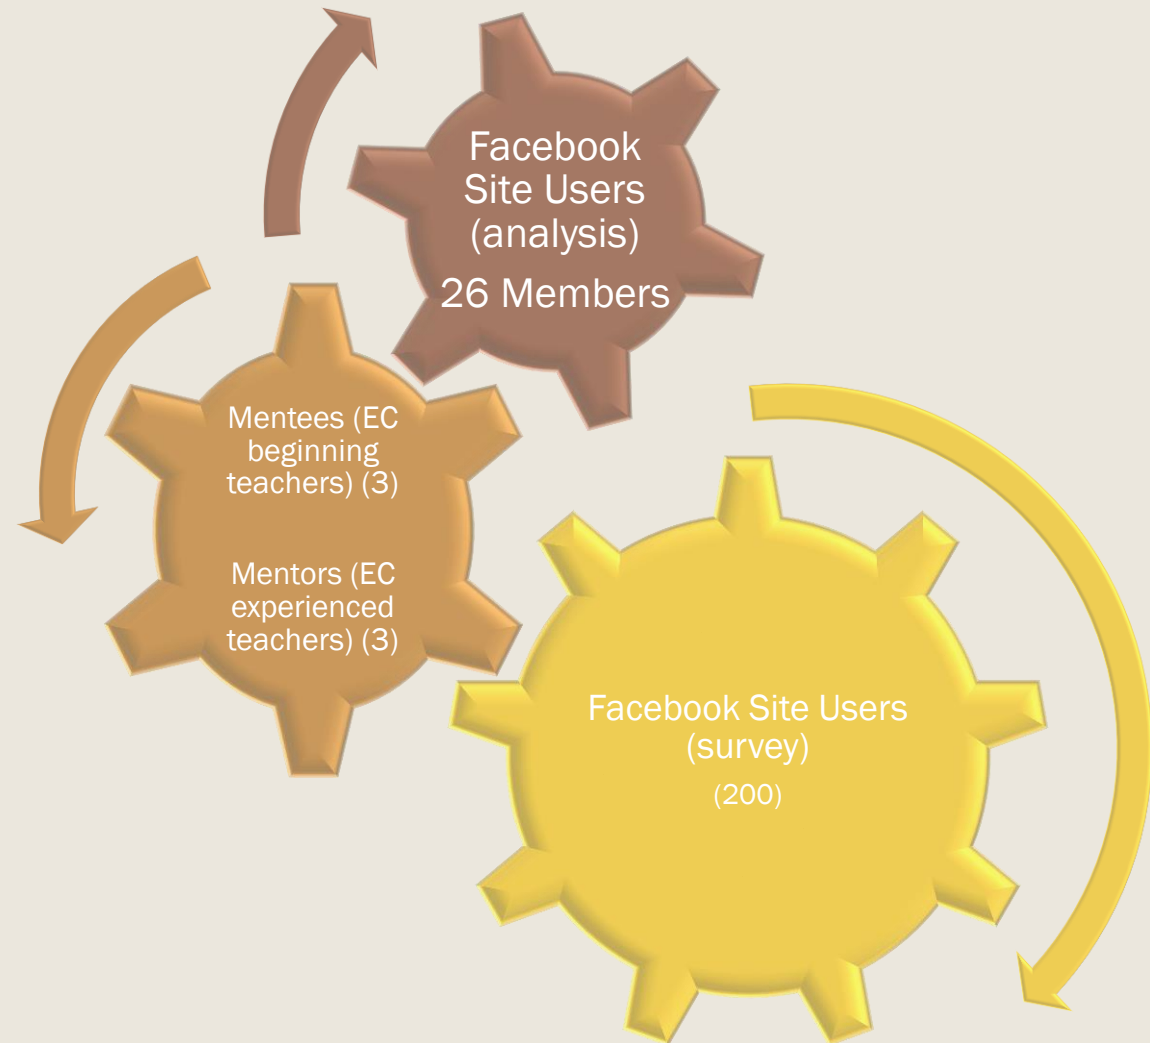 Facebook
Site Users
(analysis)
26 Members
Mentees (EC
beginning
teachers) (3)
Mentors (EC
experienced
teachers) (3)
Facebook Site Users
(survey)
(200)